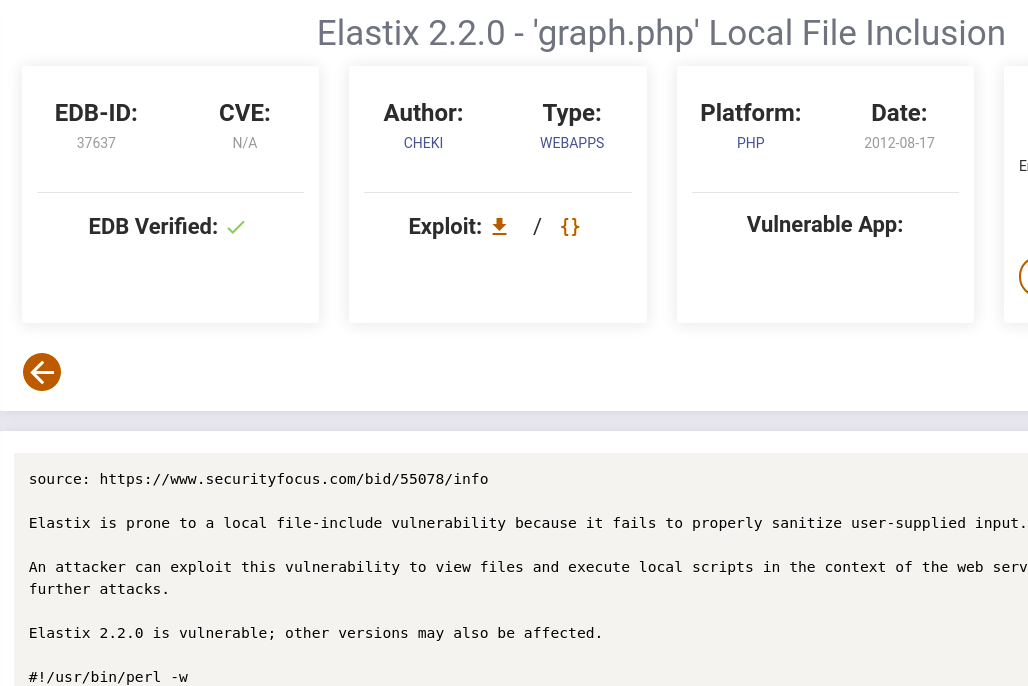 Elastix 2.2.0 - 'graph.php' Local File Inclusion
EDB-ID:
37637
CVE:
N/A
Author:
CHEKI
Type:
WEBAPPS
Platform:
PHP
Date:
2012-08-17
EDB Verified:
Exploit: / {}
Vulnerable App:
source: https://www.securityfocus.com/bid/55078/info
Elastix is prone to a local file-include vulnerability because it fails to properly sanitize user-supplied input.
An attacker can exploit this vulnerability to view files and execute local scripts in the context of the web serv
further attacks.
Elastix 2.2.0 is vulnerable; other versions may also be affected.
#!/usr/bin/perl -w